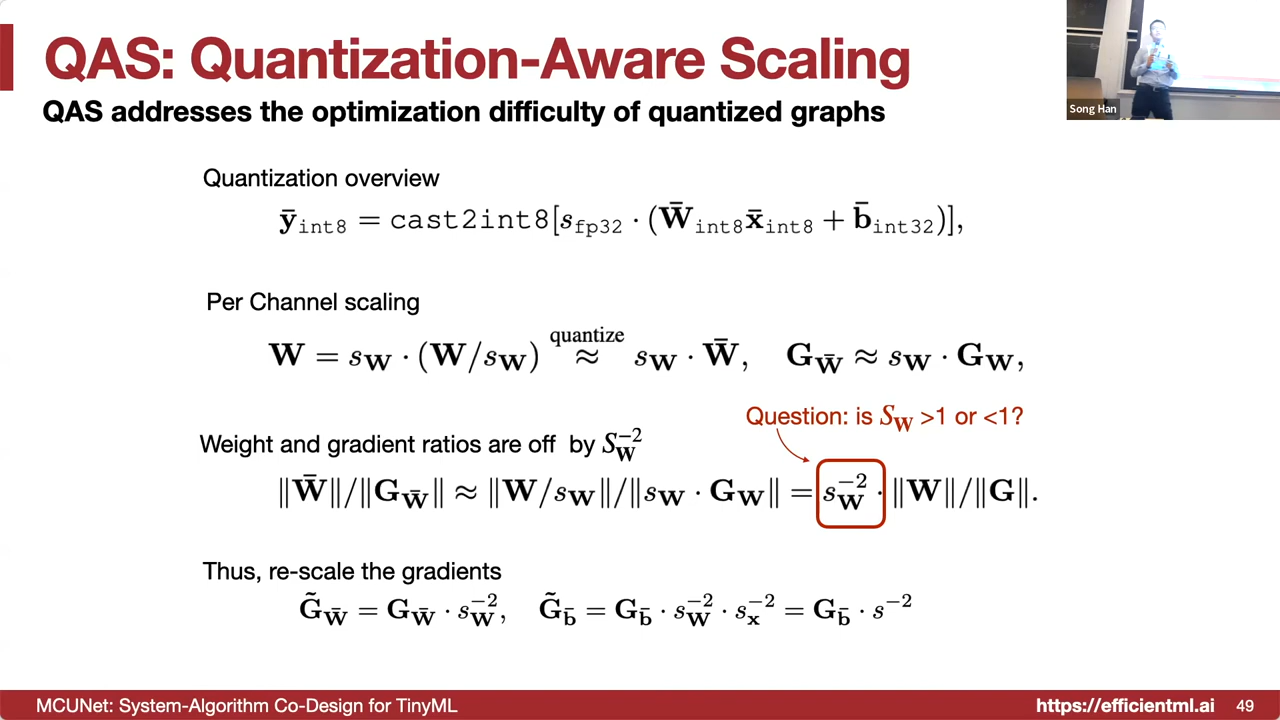 QAS: Quantization-Aware Scaling
QAS addresses the optimization difficulty of quantized graphs
Song Han
Quantization overview
ȳ_int8 = cast2int8[s_fp32 · (W̄_int8 x̄_int8 + b̄_int32)],
Per Channel scaling
W = s_W · (W/s_W) ≈^quantize s_W · W̄, G_W̄ ≈ s_W · G_W,
Question: is S_W >1 or <1?
Weight and gradient ratios are off by S_W^−2
‖W̄‖/‖G_W̄‖ ≈ ‖W/s_W‖/‖s_W · G_W‖ = s_W^−2 · ‖W‖/‖G‖.
Thus, re-scale the gradients
G̃_W̄ = G_W̄ · s_W^−2, G̃_b̄ = G_b̄ · s_W^−2 · s_x^−2 = G_b̄ · s^−2
MCUNet: System-Algorithm Co-Design for TinyML
https://efficientml.ai
49